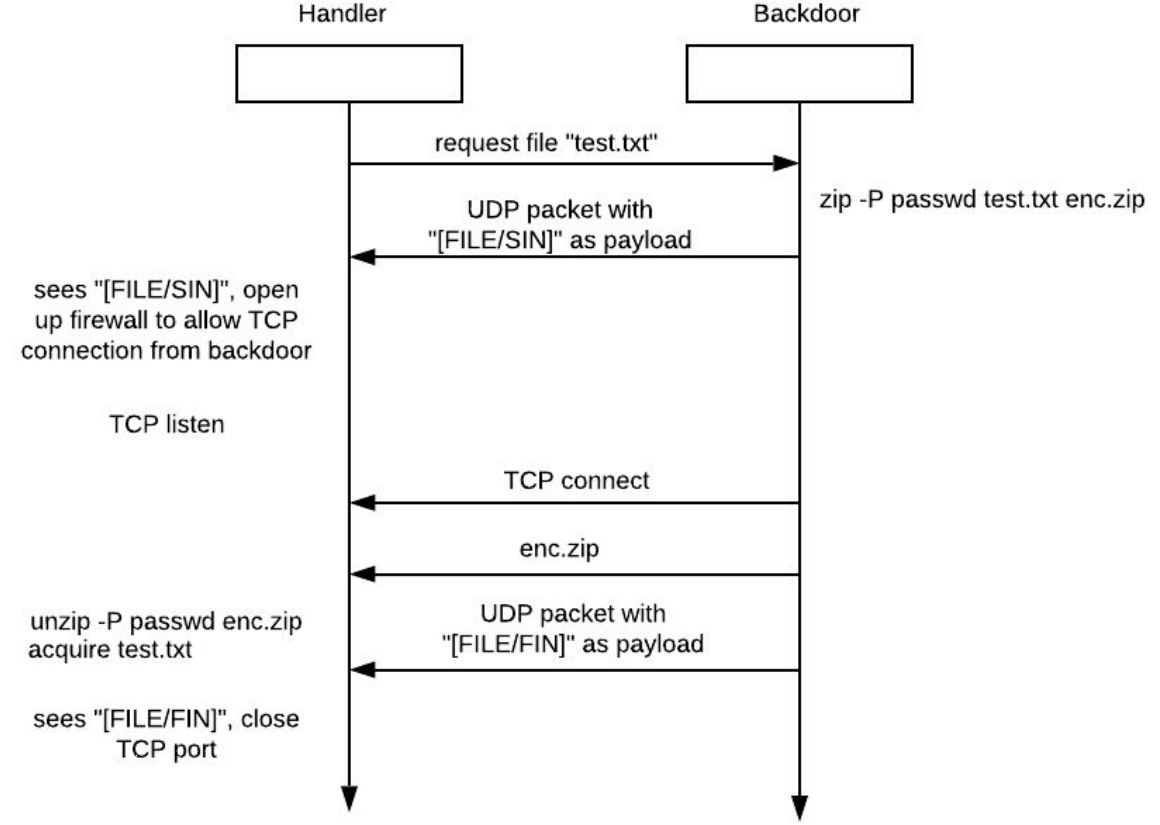 Handler
Backdoor
request file "test.txt"
zip -P passwd test.txt enc.zip
UDP packet with
"[FILE/SIN]" as payload
sees "[FILE/SIN]", open
up firewall to allow TCP
connection from backdoor
TCP listen
TCP connect
enc.zip
unzip -P passwd enc.zip
acquire test.txt
UDP packet with
"[FILE/FIN]" as payload
sees "[FILE/FIN]", close
TCP port